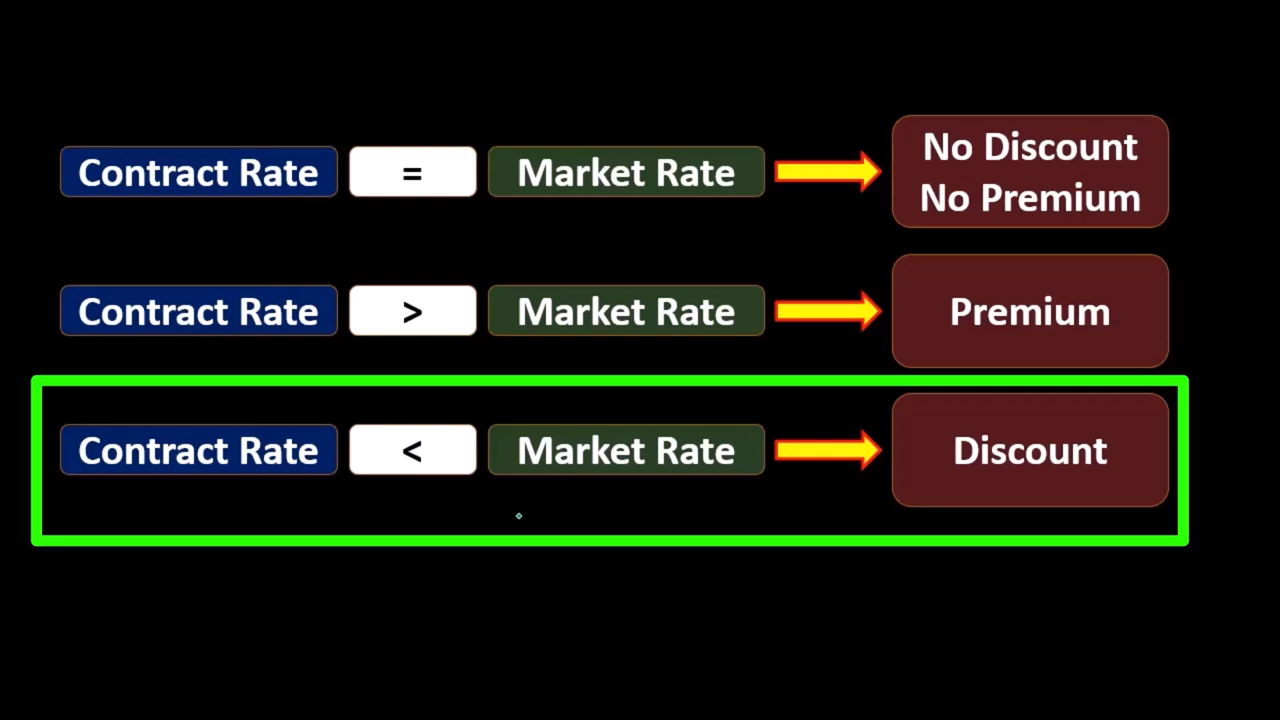 Contract Rate = Market Rate No Discount
No Premium
Contract Rate > Market Rate Premium
Contract Rate < Market Rate Discount